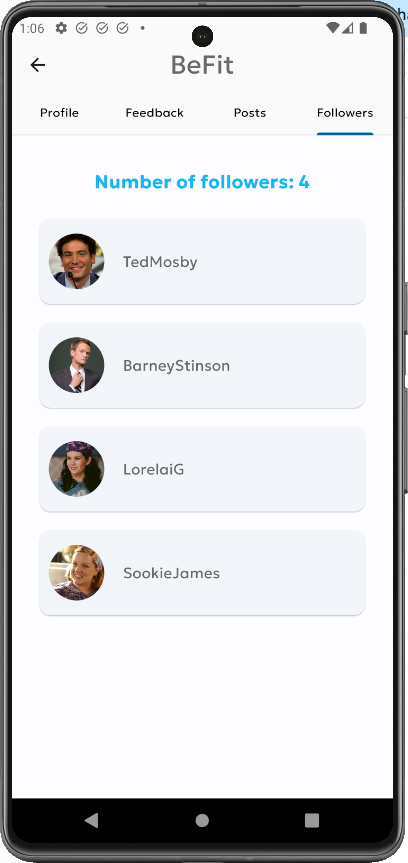 1:06
BeFit
Profile Feedback Posts Followers
Number of followers: 4
TedMosby
BarneyStinson
LorelaiG
SookieJames